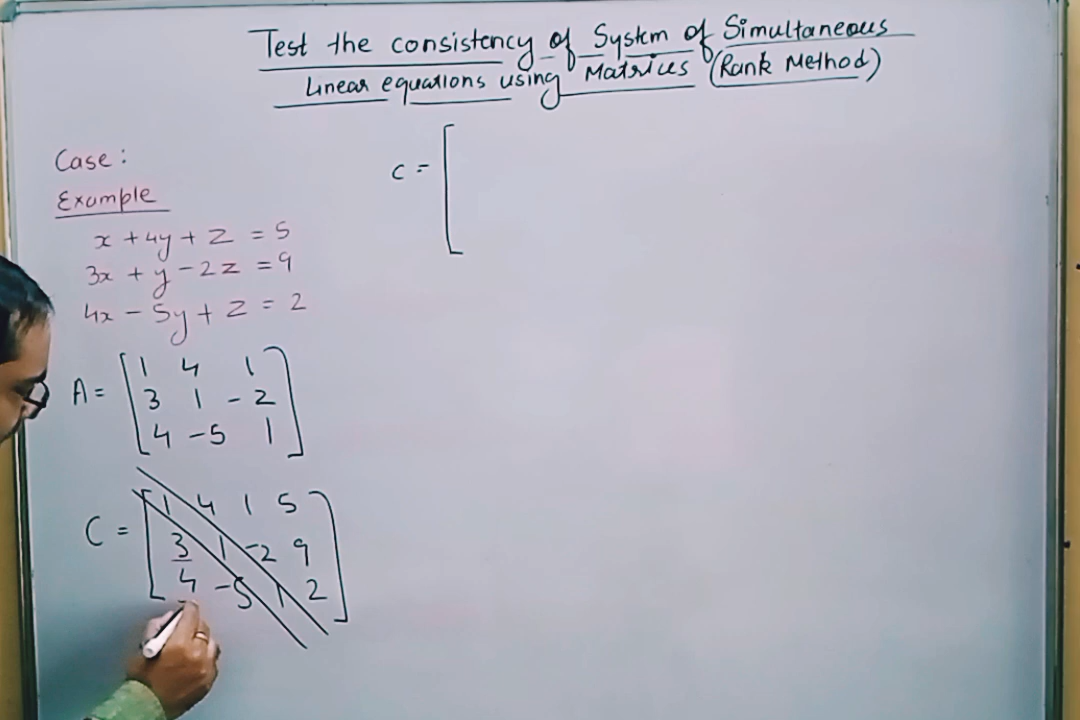 Test the consistency of System of Simultaneous
Linear equations using Matrices (Rank Method)
Case :
Example
x + 4y + z = 5
3x + y - 2z = 9
4x - 5y + z = 2
A = [ 1 4 1
3 1 -2
4 -5 1 ]
C = [ 1 4 1 5
3 1 -2 9
4 -5 1 2 ]
C = [